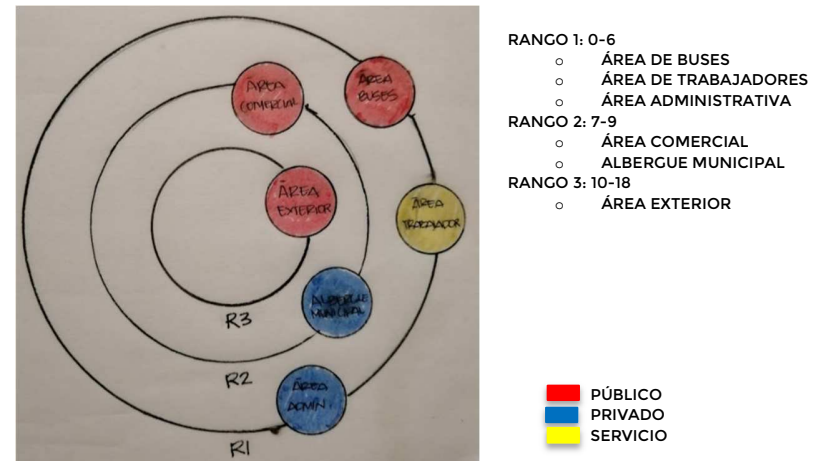 ÁREA
COMERCIAL
ÁREA
BUSES
ÁREA
EXTERIOR
ÁREA
TRABAJADOR
ALBERGUE
MUNICIPAL
ÁREA
ADMIN.
R3
R2
R1
RANGO 1: 0-6
○ ÁREA DE BUSES
○ ÁREA DE TRABAJADORES
○ ÁREA ADMINISTRATIVA
RANGO 2: 7-9
○ ÁREA COMERCIAL
○ ALBERGUE MUNICIPAL
RANGO 3: 10-18
○ ÁREA EXTERIOR
PÚBLICO
PRIVADO
SERVICIO